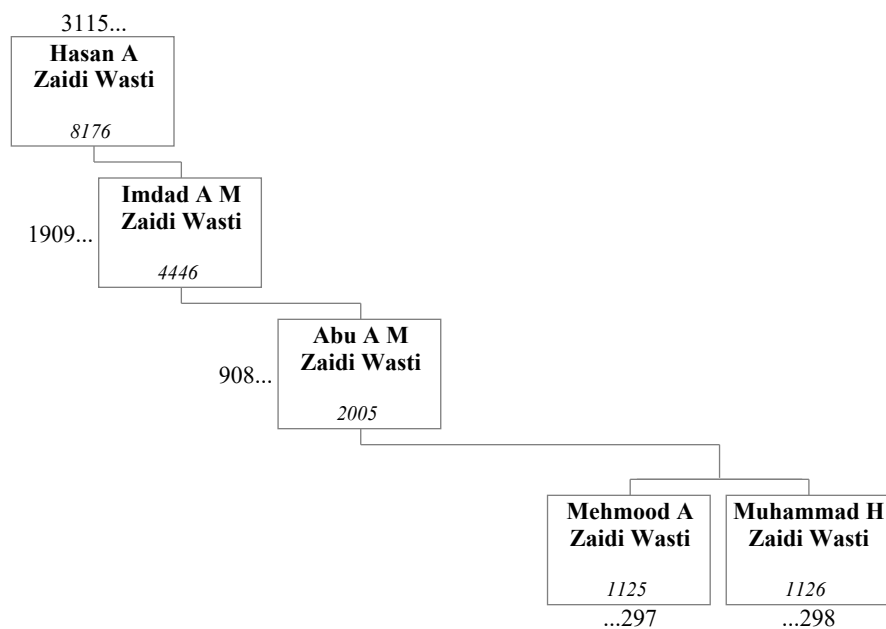 3115...
Hasan A
Zaidi Wasti
8176
Imdad A M
Zaidi Wasti
1909...
4446
Abu A M
Zaidi Wasti
908...
2005
Mehmood A
Zaidi Wasti
1125
...297
Muhammad H
Zaidi Wasti
1126
...298